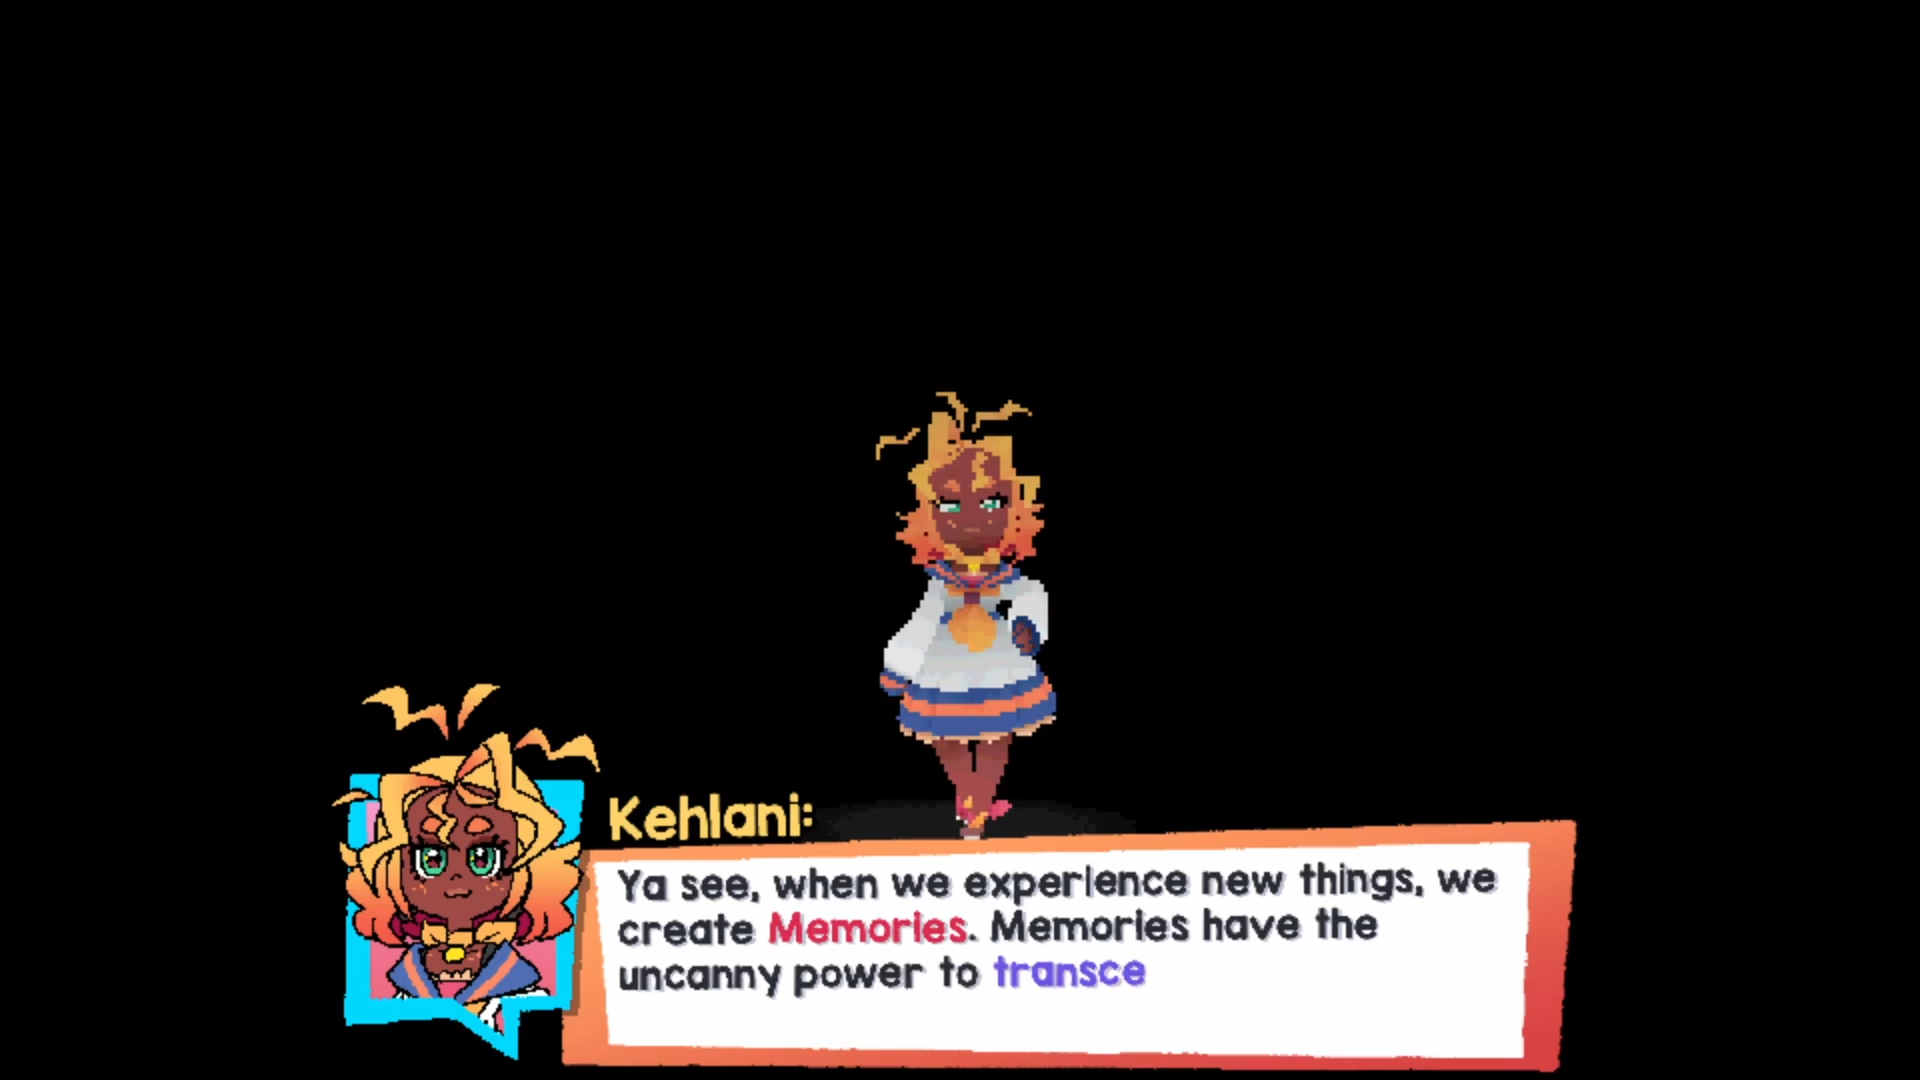 Kehlani:
Ya see, when we experience new things, we
create Memories. Memories have the
uncanny power to transce